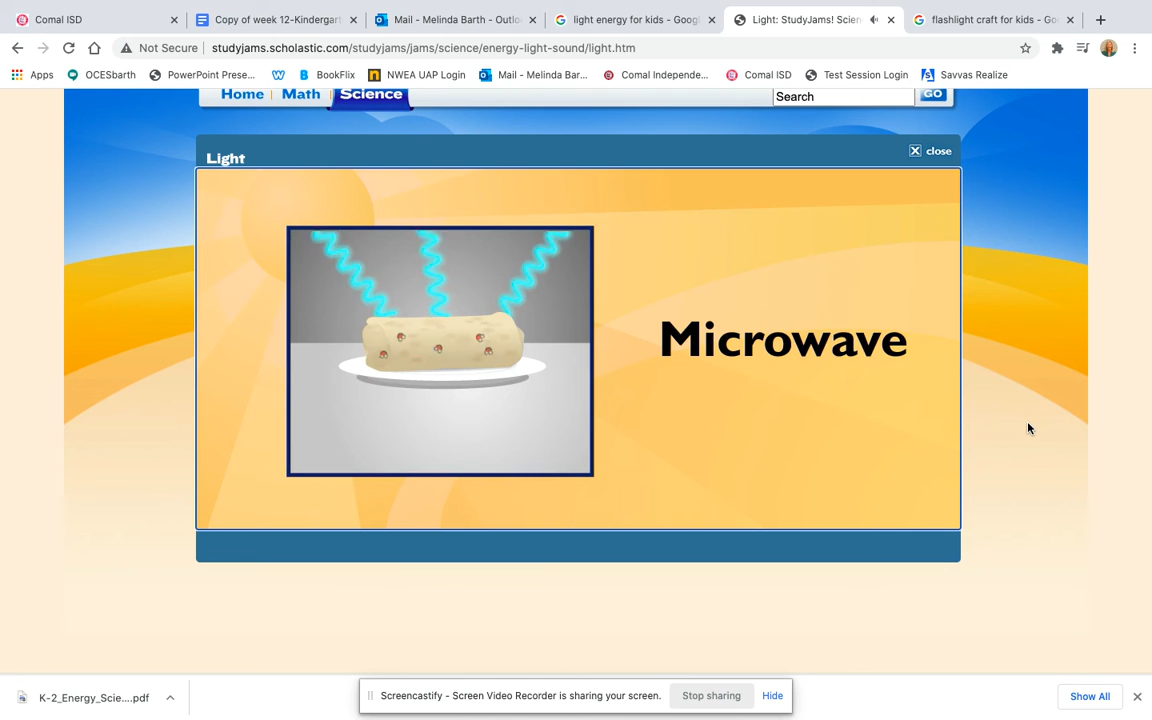 Comal ISD
Copy of week 12-Kindergart
Mail - Melinda Barth - Outlo
light energy for kids - Googl
Light: StudyJams! Scien
flashlight craft for kids - Goo
Not Secure
studyjams.scholastic.com/studyjams/jams/science/energy-light-sound/light.htm
Apps
OCESbarth
PowerPoint Prese...
BookFlix
NWEA UAP Login
Mail - Melinda Bar...
Comal Independe...
Comal ISD
Test Session Login
Savvas Realize
Home
Math
Science
Search
GO
Light
close
Microwave
K-2_Energy_Scie....pdf
Screencastify - Screen Video Recorder is sharing your screen.
Stop sharing
Hide
Show All